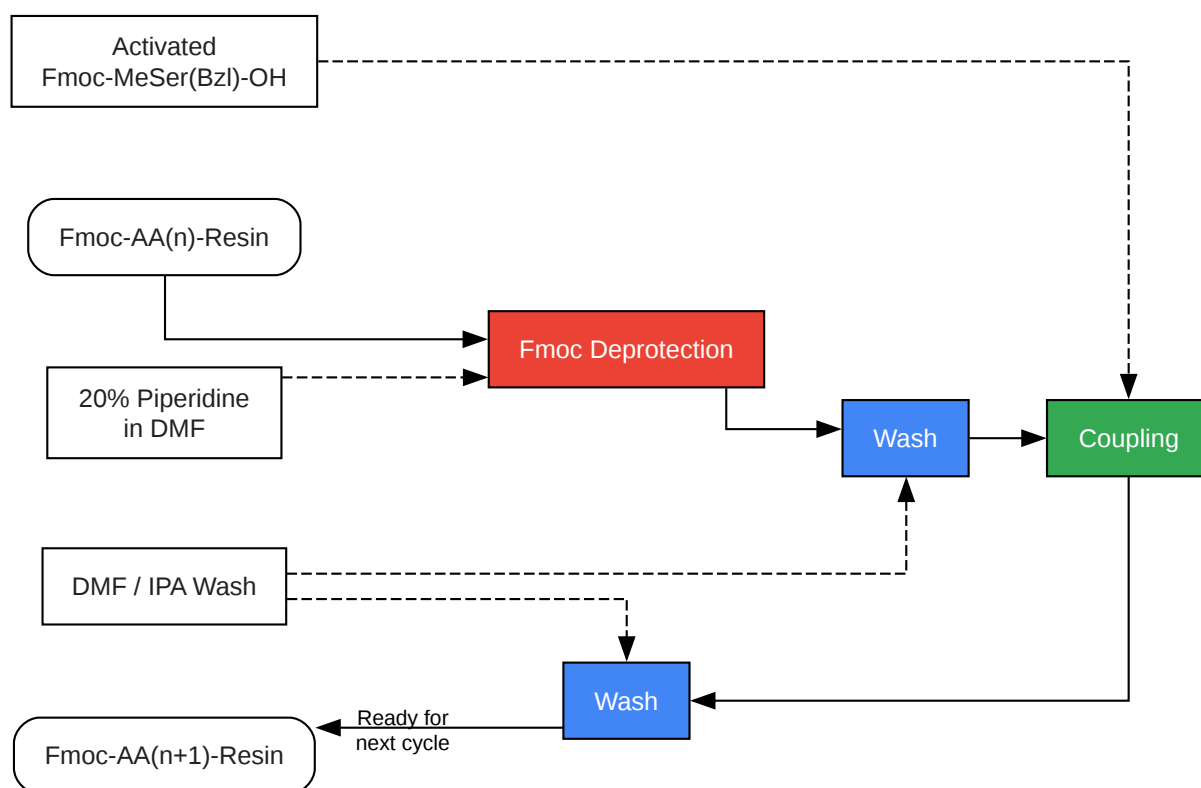 Activated
Fmoc-MeSer(Bzl)-OH
Fmoc-AA(n)-Resin
Fmoc Deprotection
20% Piperidine
in DMF
Wash
Coupling
DMF / IPA Wash
Wash
Ready for
next cycle
Fmoc-AA(n+1)-Resin